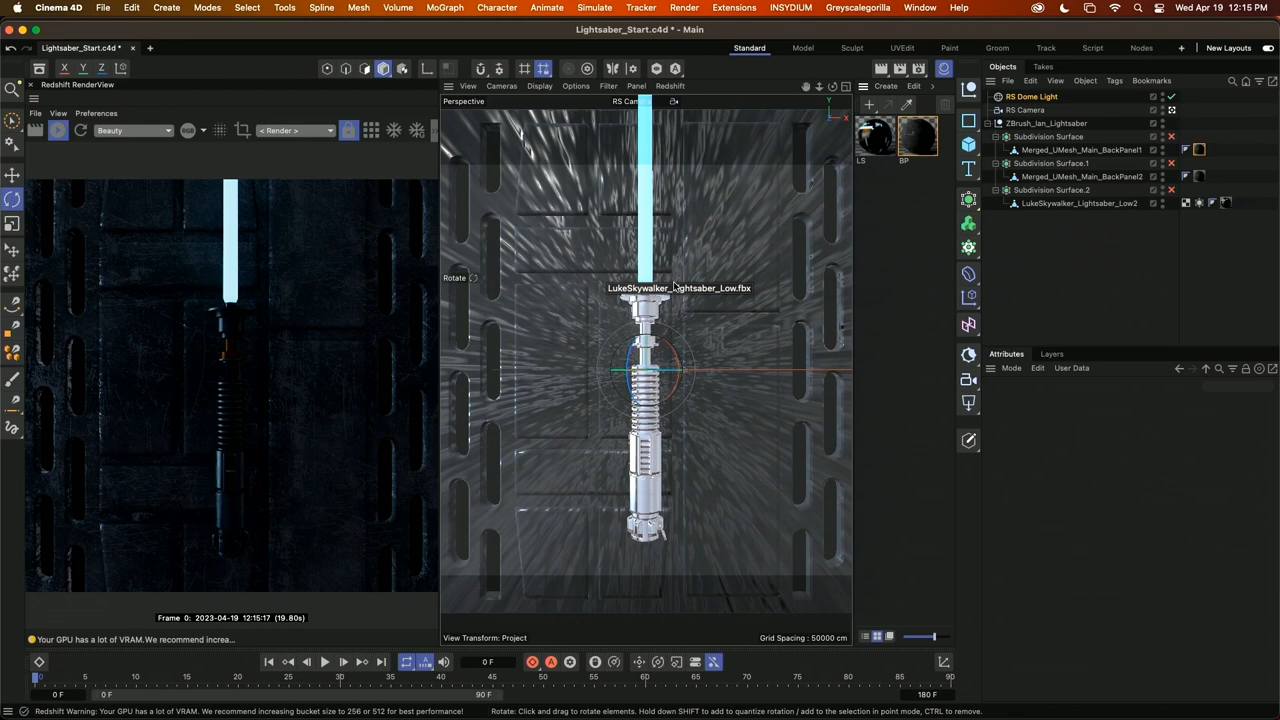 Cinema 4D File Edit Create Modes Select Tools Spline Mesh Volume MoGraph Character Animate Simulate Tracker Render Extensions INSYDIUM Greyscalegorilla Window Help Wed Apr 19 12:15 PM
Lightsaber_Start.c4d * - Main
Lightsaber_Start.c4d * Standard Model Sculpt UVEdit Paint Groom Track Script Nodes New Layouts
X Y Z Objects Takes
Redshift RenderView View Cameras Display Options Filter Panel Redshift Create Edit File Edit View Object Tags Bookmarks
Perspective RS Cam Y X RS Dome Light
File View Preferences RS Camera
Beauty RGB < Render > ZBrush_Ian_Lightsaber
Subdivision Surface
LS BP Merged_UMesh_Main_BackPanel1
Subdivision Surface.1
Merged_UMesh_Main_BackPanel2
Subdivision Surface.2
LukeSkywalker_Lightsaber_Low2
Rotate
LukeSkywalker_Lightsaber_Low.fbx
Attributes Layers
Mode Edit User Data
Frame 0: 2023-04-19 12:15:17 (19.80s)
Your GPU has a lot of VRAM.We recommend increa... View Transform: Project Grid Spacing : 50000 cm
0 F
0 5 10 15 20 25 30 35 40 45 50 55 60 65 70 75 80 85 90
0 F 0 F 90 F 180 F
Redshift Warning: Your GPU has a lot of VRAM. We recommend increasing bucket size to 256 or 512 for best performance! Rotate: Click and drag to rotate elements. Hold down SHIFT to add to quantize rotation / add to the selection in point mode, CTRL to remove.